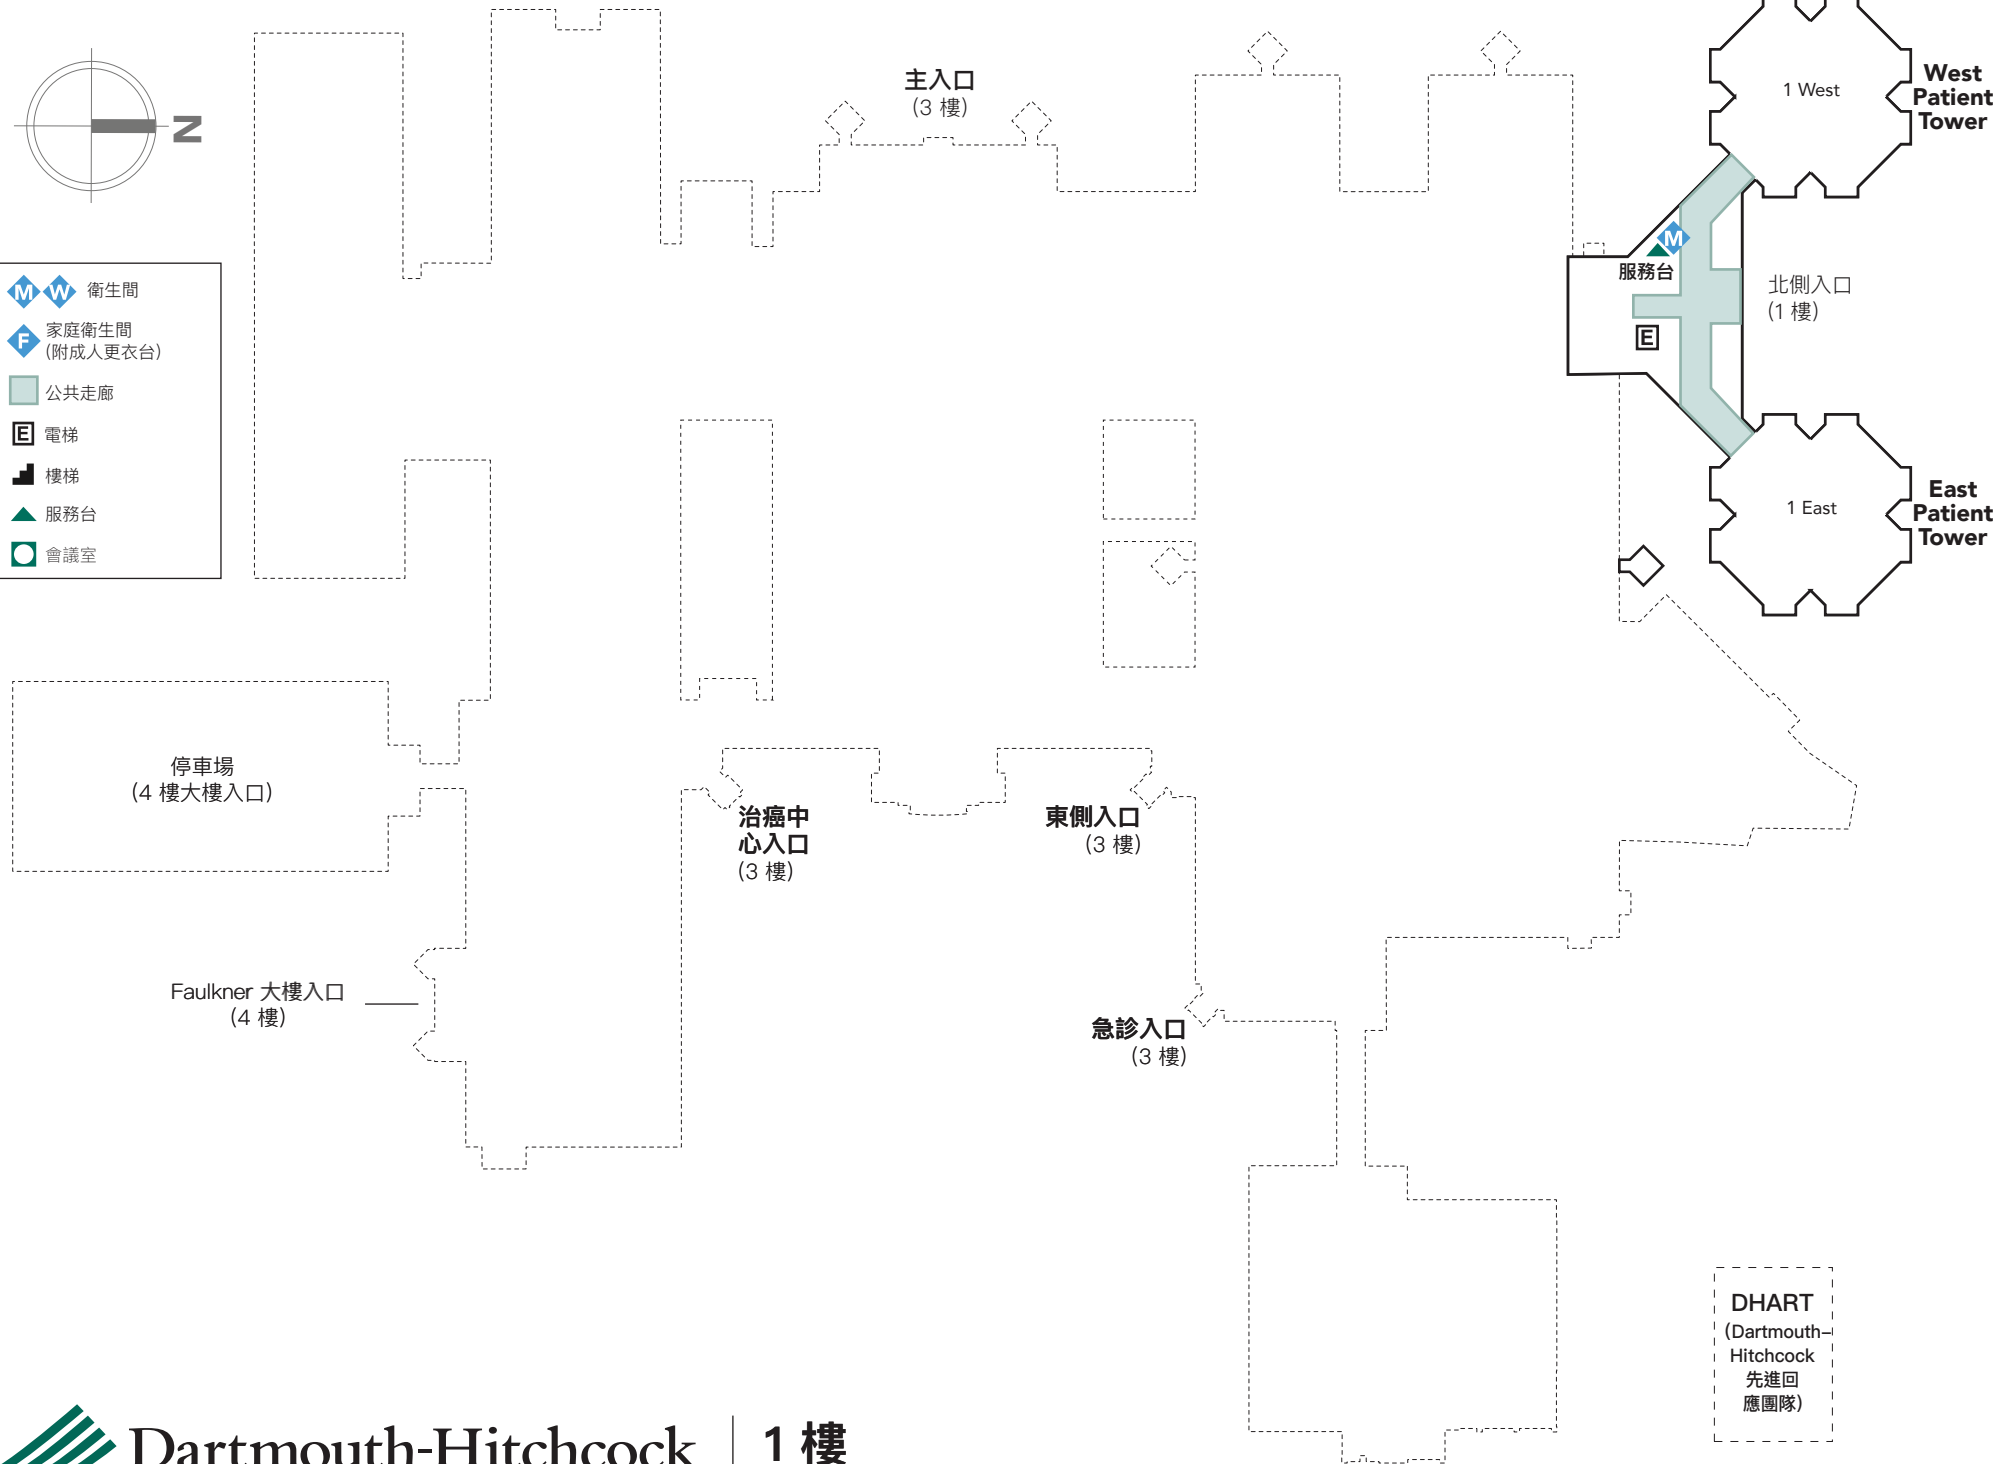 N
M W 衛生間
F 家庭衛生間
(附成人更衣台)
公共走廊
E 電梯
樓梯
服務台
會議室
主入口
(3 樓)
1 West
West
Patient
Tower
M
服務台
E
北側入口
(1 樓)
1 East
East
Patient
Tower
停車場
(4 樓大樓入口)
治癌中
心入口
(3 樓)
東側入口
(3 樓)
Faulkner 大樓入口
(4 樓)
急診入口
(3 樓)
DHART
(Dartmouth–
Hitchcock
先進回
應團隊)
Dartmouth-Hitchcock
1 樓